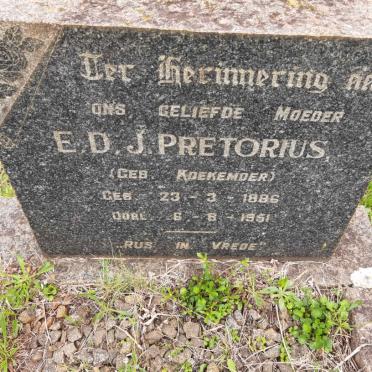 Ter Herinnering
ONS GELIEFDE MOEDER
E. D. J. PRETORIUS.
(GEB. KOEKEMOER)
GEB. 23 - 3 - 1886
OORL. 6 - 8 - 1951
„RUS IN VREDE"